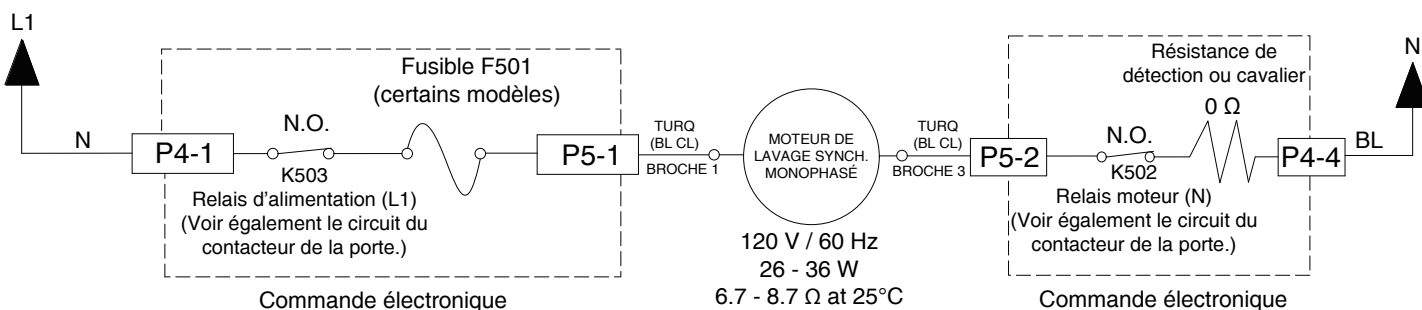 L1
N
P4-1
N.O.
K503
Relais d'alimentation (L1)
(Voir également le circuit du
contacteur de la porte.)
Fusible F501
(certains modèles)
P5-1
Commande électronique
TURQ
(BL CL)
BROCHE 1
MOTEUR DE
LAVAGE SYNCH.
MONOPHASÉ
120 V / 60 Hz
26 - 36 W
6.7 - 8.7 Ω at 25°C
TURQ
(BL CL)
BROCHE 3
P5-2
N.O.
K502
Relais moteur (N)
(Voir également le circuit du
contacteur de la porte.)
Résistance de
détection ou cavalier
0 Ω
P4-4
Commande électronique
BL
N